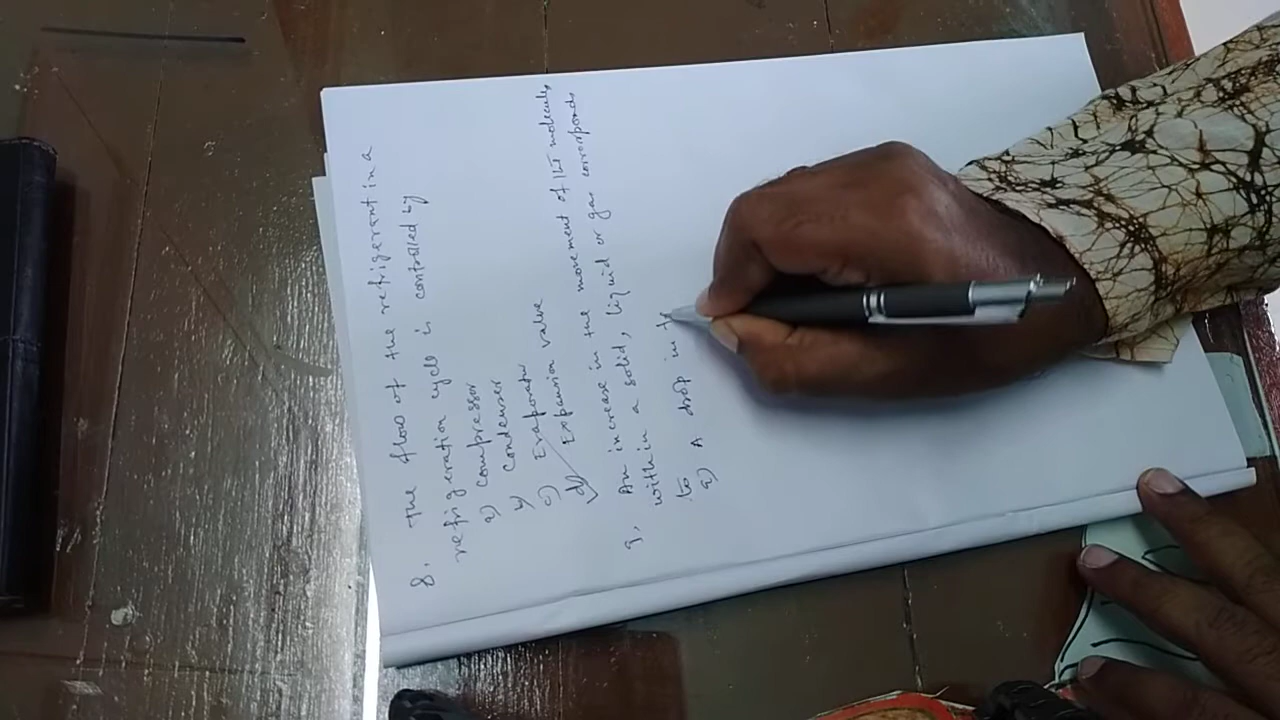 8. The flow of the refrigerant in a
refrigeration cycle is controlled by
a) compressor
b) Condenser
c) Evaporator
d) Expansion valve
9. An increase in the movement of its molecules
within a solid, liquid or gas corresponds
to
a) A drop in